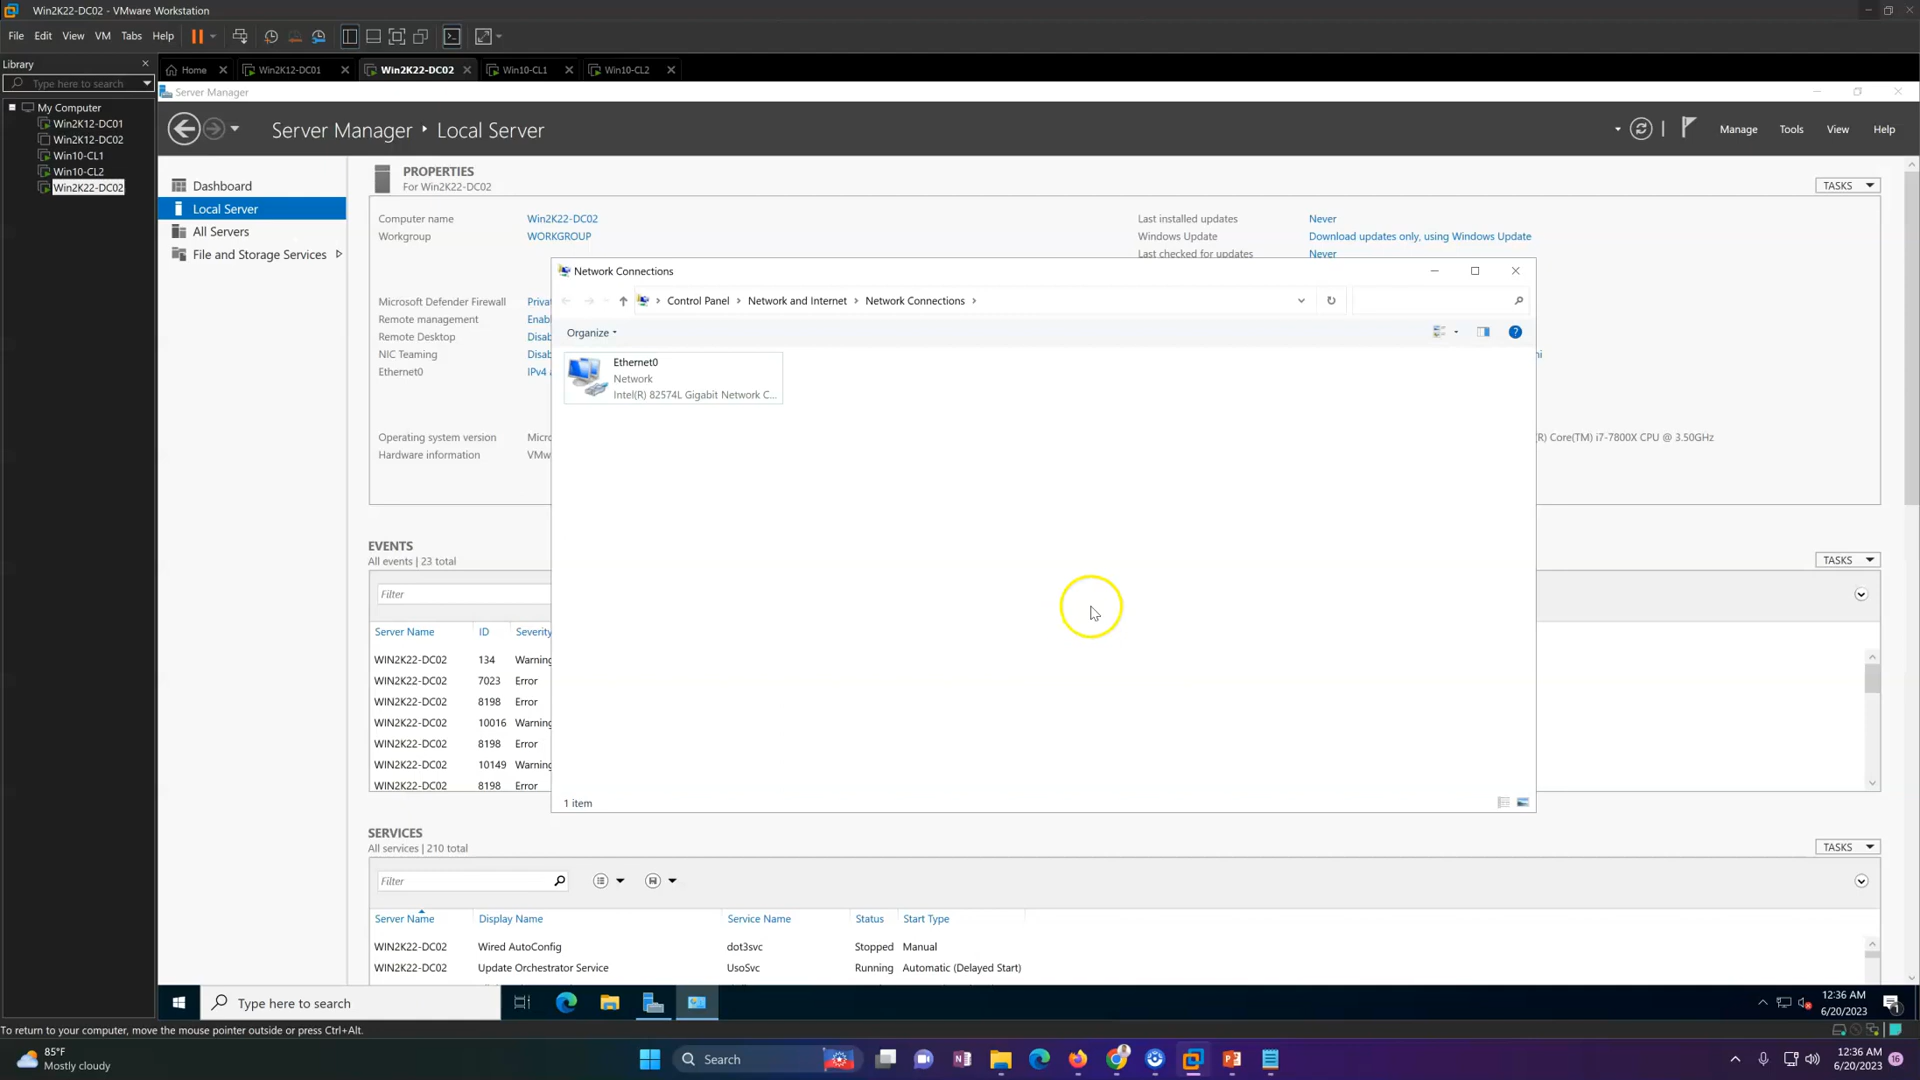 Win2K22-DC02 - VMware Workstation
File Edit View VM Tabs Help
Library
Type here to search
My Computer
Win2K12-DC01
Win2K12-DC02
Win10-CL1
Win10-CL2
Win2K22-DC02
Home Win2K12-DC01 Win2K22-DC02 Win10-CL1 Win10-CL2
Server Manager
Server Manager • Local Server
Manage Tools View Help
Dashboard
Local Server
All Servers
File and Storage Services
PROPERTIES
For Win2K22-DC02
TASKS
Computer name Win2K22-DC02
Workgroup WORKGROUP
Last installed updates Never
Windows Update Download updates only, using Windows Update
Last checked for updates Never
Microsoft Defender Firewall
Remote management
Remote Desktop
NIC Teaming
Ethernet0 IPv4
Operating system version
Hardware information
(R) Core(TM) i7-7800X CPU @ 3.50GHz
Network Connections
Control Panel Network and Internet Network Connections
Organize
Ethernet0
Network
Intel(R) 82574L Gigabit Network C...
1 item
EVENTS
All events | 23 total
TASKS
Filter
Server Name ID Severity
WIN2K22-DC02 134 Warning
WIN2K22-DC02 7023 Error
WIN2K22-DC02 8198 Error
WIN2K22-DC02 10016 Warning
WIN2K22-DC02 8198 Error
WIN2K22-DC02 10149 Warning
WIN2K22-DC02 8198 Error
SERVICES
All services | 210 total
TASKS
Filter
Server Name Display Name Service Name Status Start Type
WIN2K22-DC02 Wired AutoConfig dot3svc Stopped Manual
WIN2K22-DC02 Update Orchestrator Service UsoSvc Running Automatic (Delayed Start)
Type here to search
12:36 AM
6/20/2023
1
To return to your computer, move the mouse pointer outside or press Ctrl+Alt.
85°F
Mostly cloudy
Search
12:36 AM
6/20/2023
16